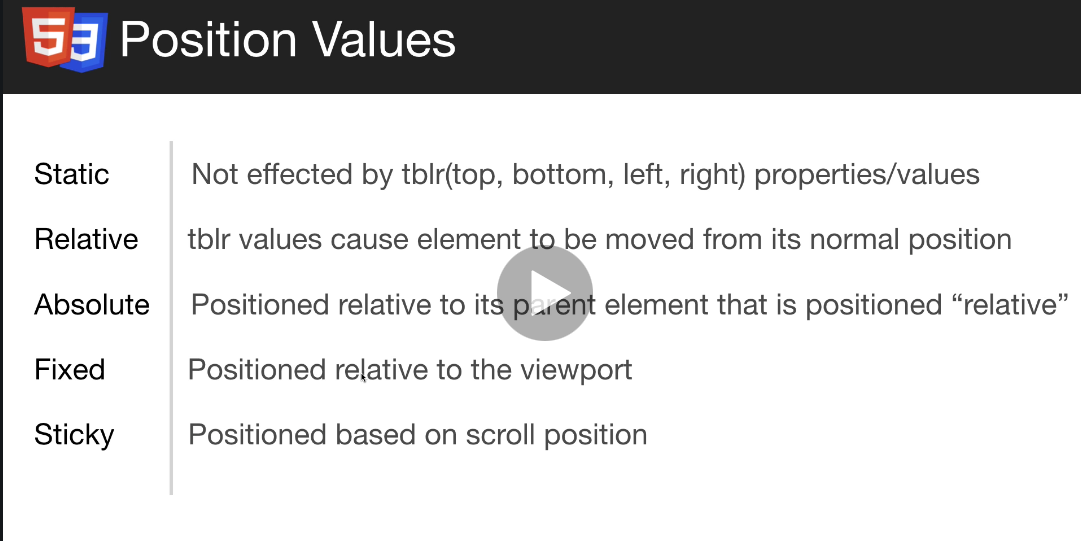 53 Position Values
Static Not effected by tblr(top, bottom, left, right) properties/values
Relative tblr values cause element to be moved from its normal position
Absolute Positioned relative to its parent element that is positioned “relative”
Fixed Positioned relative to the viewport
Sticky Positioned based on scroll position